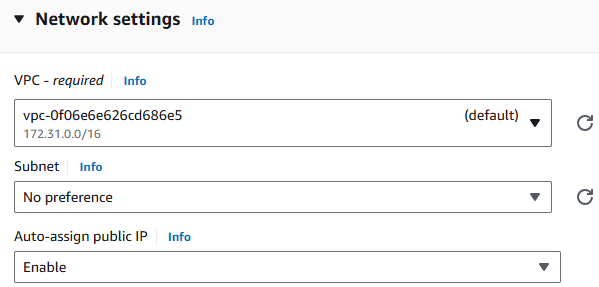 Network settings Info
VPC - required Info
vpc-0f06e6e626cd686e5 (default)
172.31.0.0/16
Subnet Info
No preference
Auto-assign public IP Info
Enable